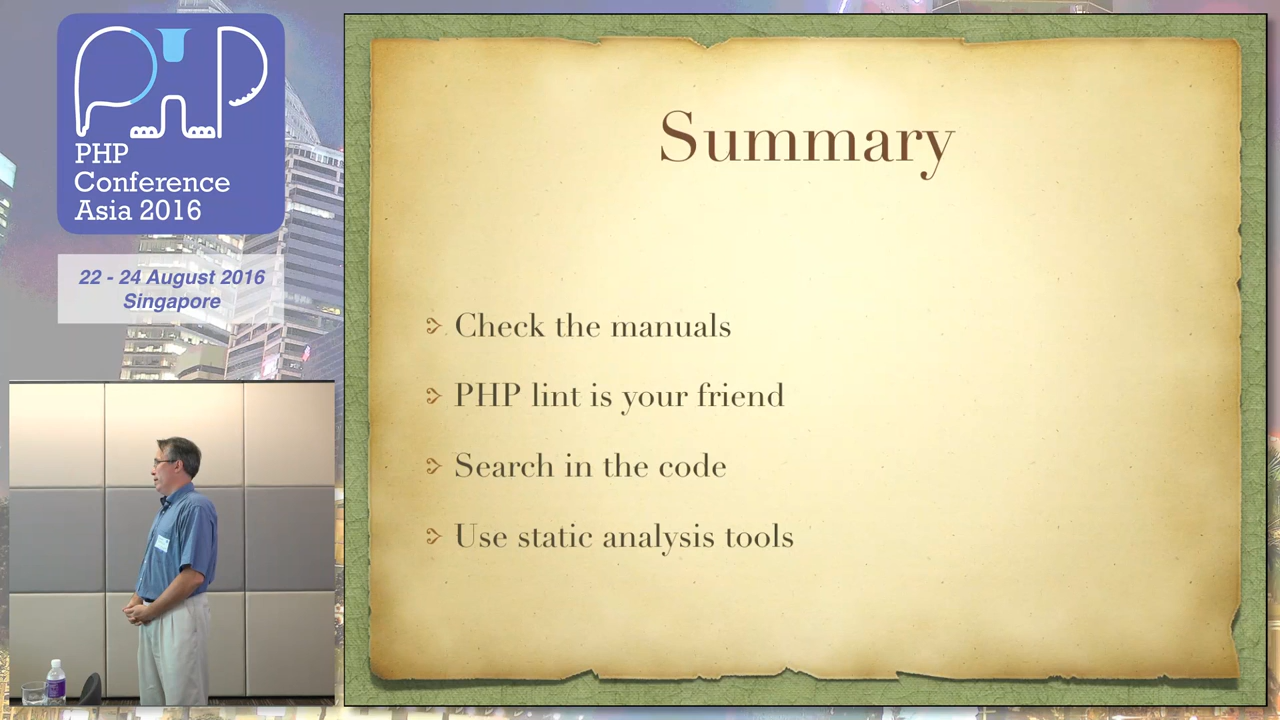 PHP
PHP
Conference
Asia 2016
22 - 24 August 2016
Singapore
Summary
Check the manuals
PHP lint is your friend
Search in the code
Use static analysis tools